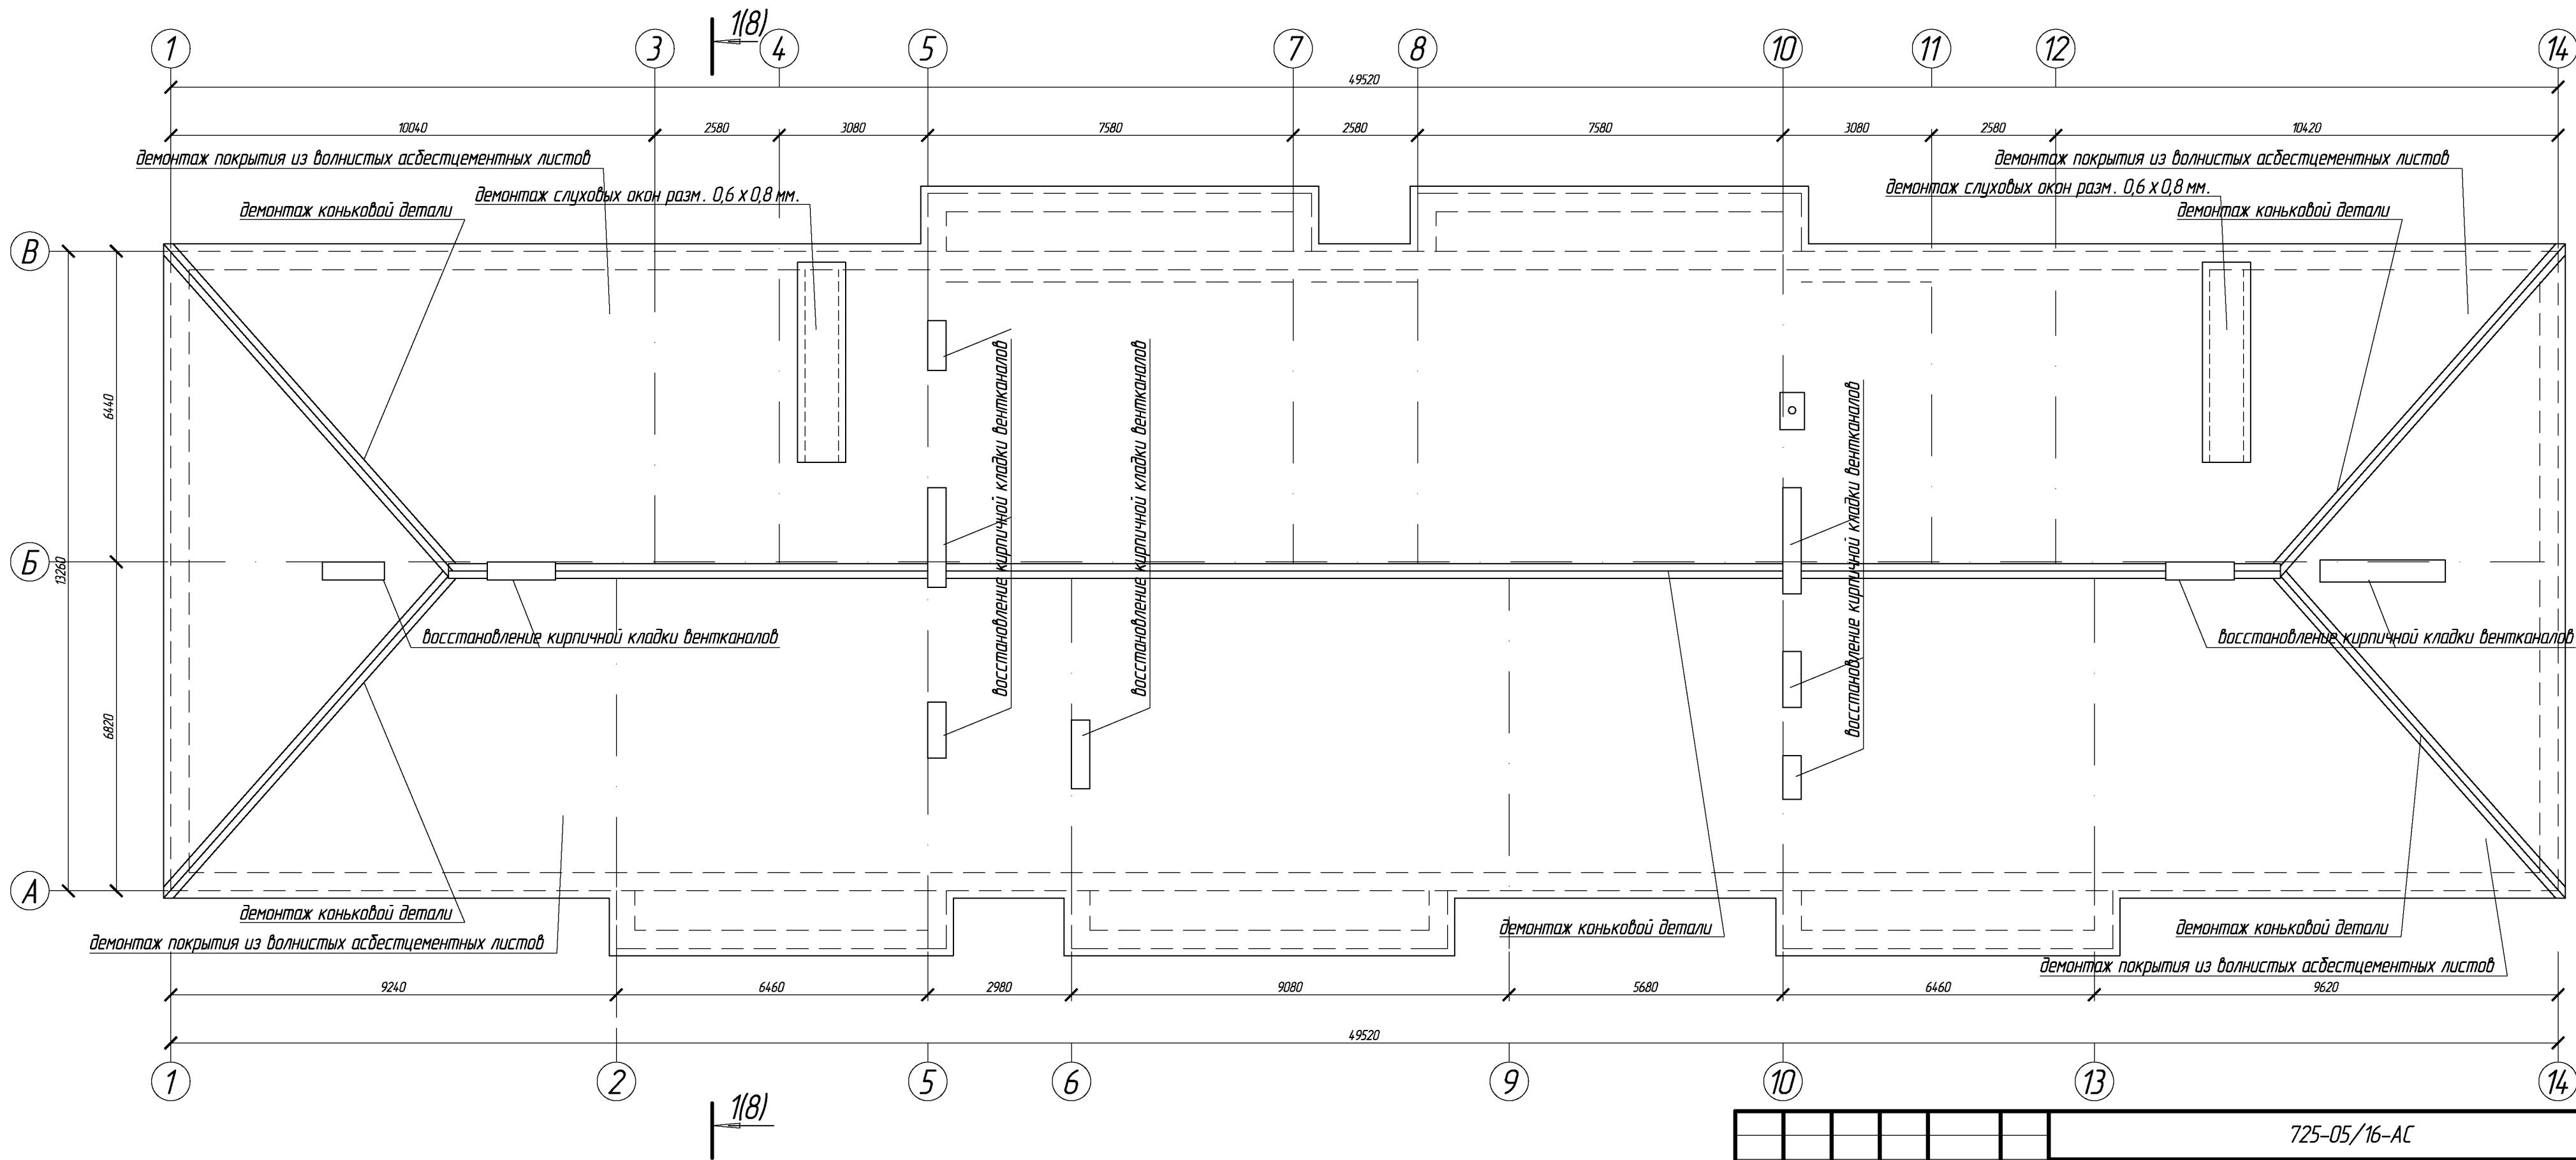 1(8)
1 3 4 5 7 8 10 11 12 14
49520
10040 2580 3080 7580 2580 7580 3080 2580 10420
демонтаж покрытия из волнистых асбестцементных листов
демонтаж покрытия из волнистых асбестцементных листов
демонтаж слуховых окон разм. 0,6 х 0,8 мм.
демонтаж слуховых окон разм. 0,6 х 0,8 мм.
демонтаж коньковой детали
демонтаж коньковой детали
В
6440
восстановление кирпичной кладки вентканалов
восстановление кирпичной кладки вентканалов
восстановление кирпичной кладки вентканалов
Б
13260
восстановление кирпичной кладки вентканалов
восстановление кирпичной кладки вентканалов
6820
А
демонтаж коньковой детали
демонтаж коньковой детали
демонтаж коньковой детали
демонтаж покрытия из волнистых асбестцементных листов
демонтаж покрытия из волнистых асбестцементных листов
9240 6460 2980 9080 5680 6460 9620
49520
1 2 5 6 9 10 13 14
1(8)
725-05/16-АС